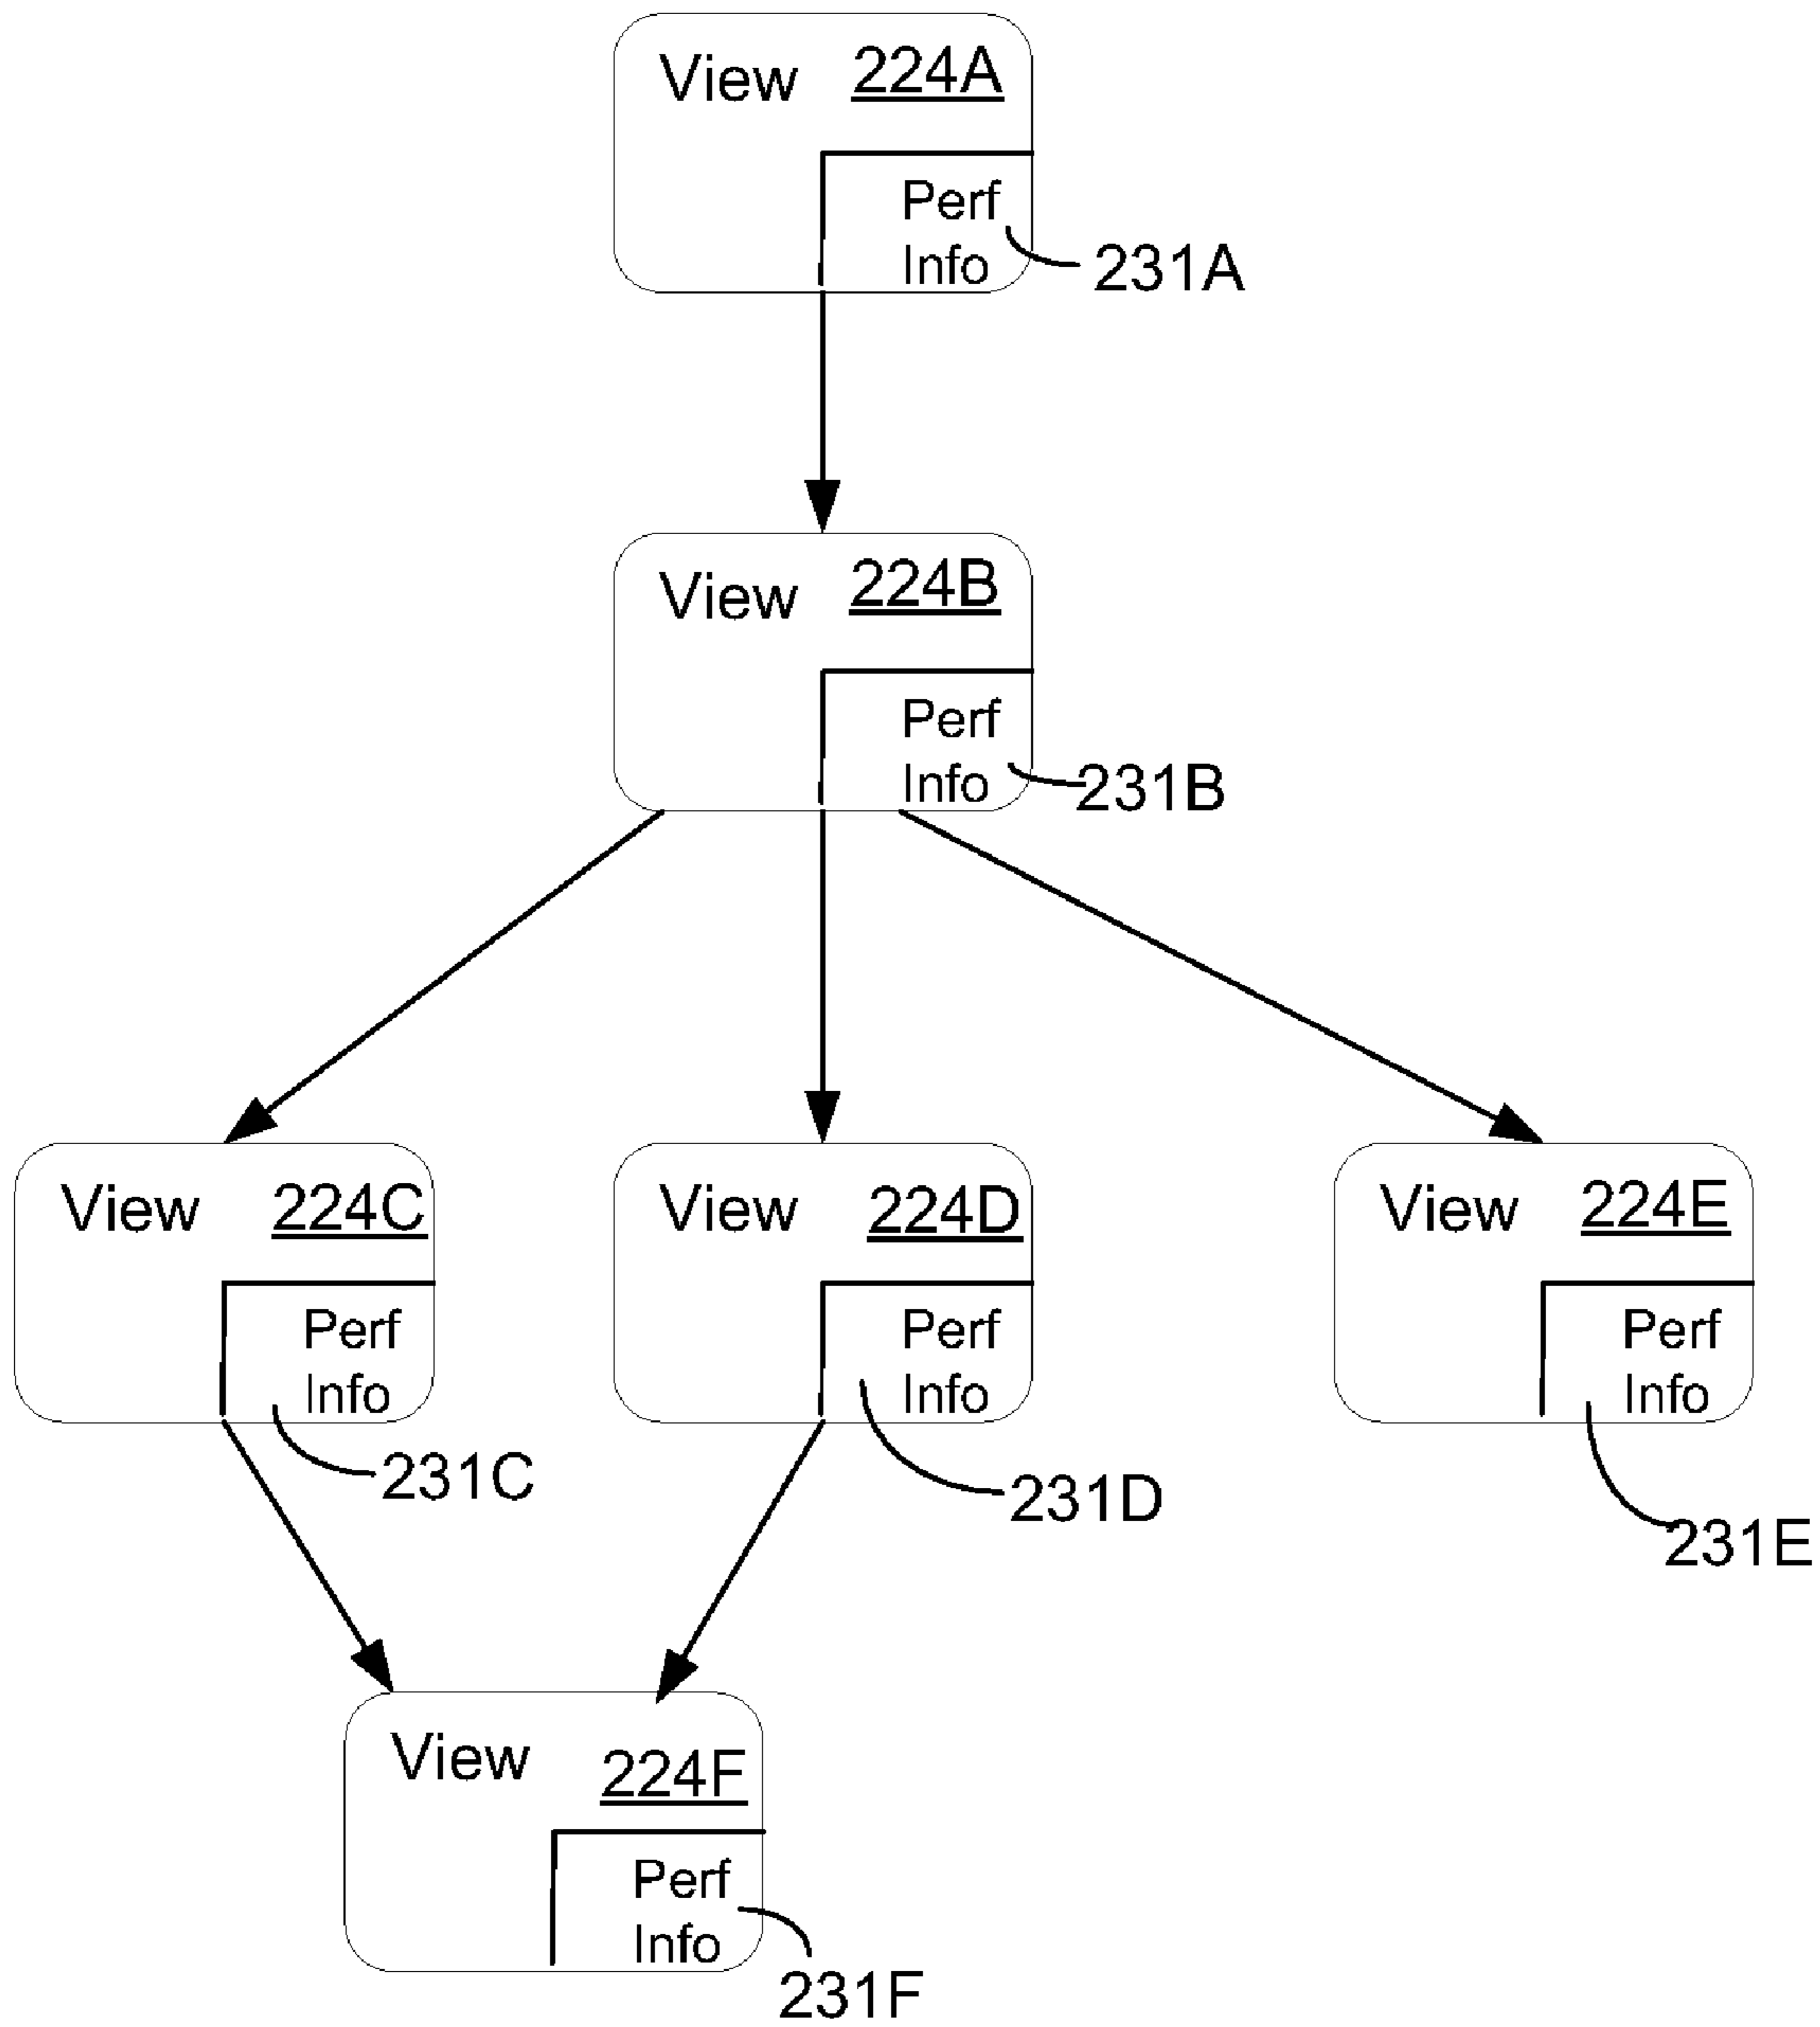 View 224A
Perf
Info
231A
View 224B
Perf
Info
231B
View 224C
Perf
Info
231C
View 224D
Perf
Info
231D
View 224E
Perf
Info
231E
View 224F
Perf
Info
231F